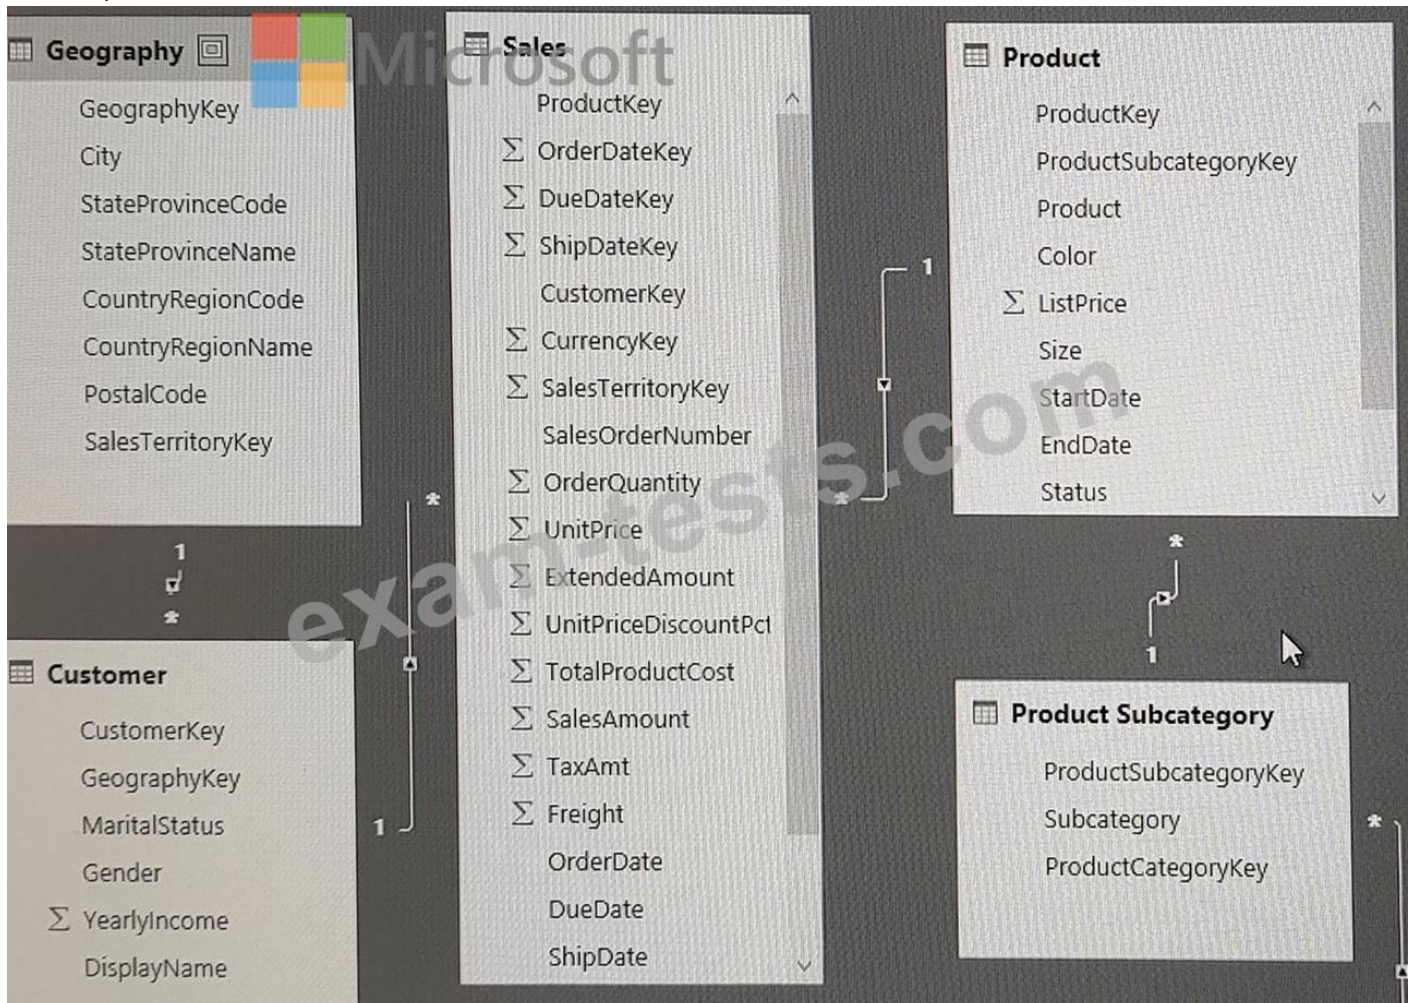 Geography
GeographyKey
City
StateProvinceCode
StateProvinceName
CountryRegionCode
CountryRegionName
PostalCode
SalesTerritoryKey
1
*
Customer
CustomerKey
GeographyKey
MaritalStatus
Gender
Σ YearlyIncome
DisplayName
*
1
Microsoft
Sales
ProductKey
Σ OrderDateKey
Σ DueDateKey
Σ ShipDateKey
CustomerKey
Σ CurrencyKey
Σ SalesTerritoryKey
SalesOrderNumber
Σ OrderQuantity
Σ UnitPrice
Σ ExtendedAmount
Σ UnitPriceDiscountPct
Σ TotalProductCost
Σ SalesAmount
Σ TaxAmt
Σ Freight
OrderDate
DueDate
ShipDate
1
*
Product
ProductKey
ProductSubcategoryKey
Product
Color
Σ ListPrice
Size
StartDate
EndDate
Status
*
1
Product Subcategory
ProductSubcategoryKey
Subcategory
ProductCategoryKey
*
exam-tests.com